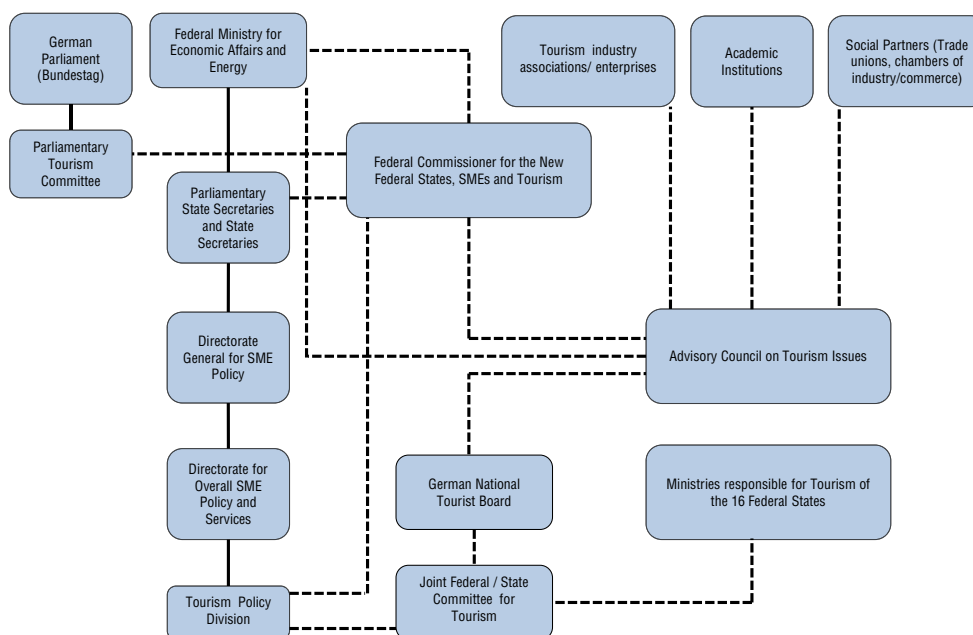 German
Parliament
(Bundestag)
Federal Ministry for
Economic Affairs and
Energy
Tourism industry
associations/ enterprises
Academic
Institutions
Social Partners (Trade
unions, chambers of
industry/commerce)
Parliamentary
Tourism
Committee
Federal Commissioner for the New
Federal States, SMEs and Tourism
Parliamentary
State Secretaries
and State
Secretaries
Directorate
General for SME
Policy
Advisory Council on Tourism Issues
Directorate for
Overall SME
Policy and
Services
German National
Tourist Board
Ministries responsible for Tourism of
the 16 Federal States
Tourism Policy
Division
Joint Federal / State
Committee for
Tourism